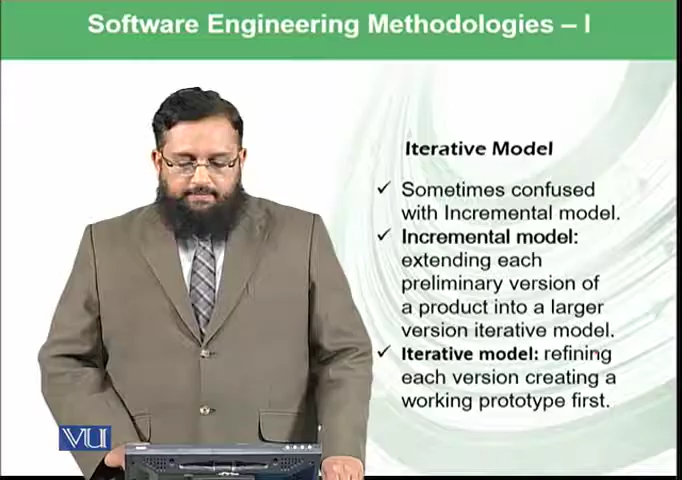 Software Engineering Methodologies – I
Iterative Model
✓ Sometimes confused
with Incremental model.
✓ Incremental model:
extending each
preliminary version of
a product into a larger
version iterative model.
✓ Iterative model: refining
each version creating a
working prototype first.
VU